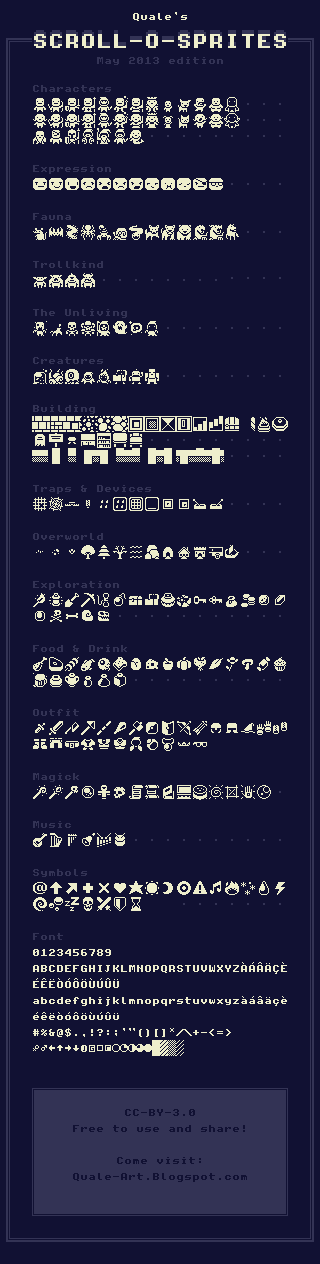 Quale's
SCROLL-O-SPRITES
May 2013 edition
Characters
Expression
Fauna
Trollkind
The Unliving
Creatures
Building
Traps & Devices
Overworld
Exploration
Food & Drink
Outfit
Magick
Music
Symbols
Font
0123456789
ABCDEFGHIJKLMNOPQRSTUVWXYZÀÁÂÄÇÈ
ÉÊËÒÓÔÖÙÚÛÜ
abcdefghijklmnopqrstuvwxyzàáâäçè
éêëòóôöùúûü
#%&@$.,!?:;'"()[]*/\+-<=>
CC-BY-3.0
Free to use and share!
Come visit:
Quale-Art.Blogspot.com